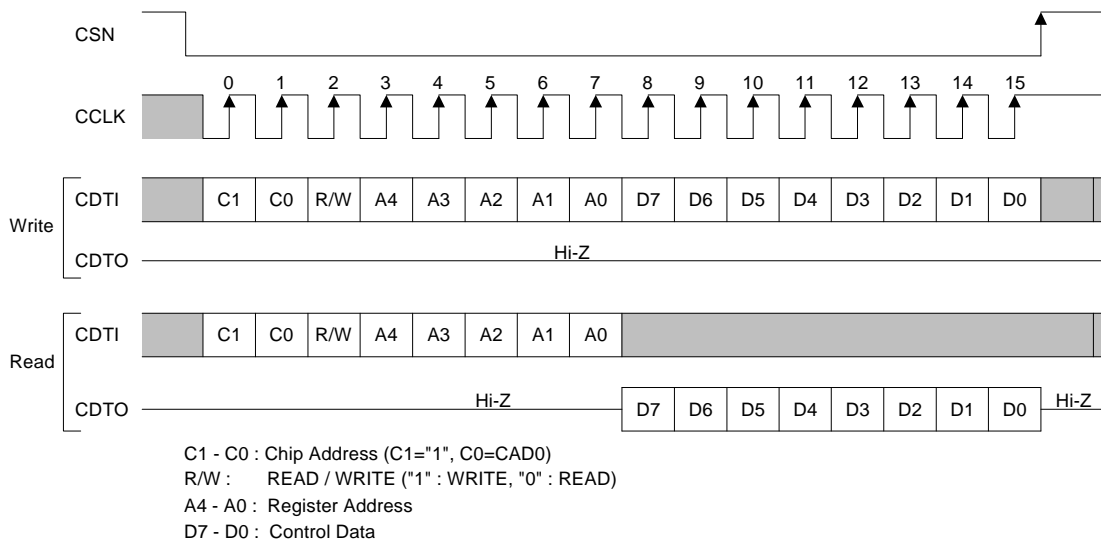 CSN
0 1 2 3 4 5 6 7 8 9 10 11 12 13 14 15
CCLK
Write
CDTI C1 C0 R/W A4 A3 A2 A1 A0 D7 D6 D5 D4 D3 D2 D1 D0
CDTO Hi-Z
Read
CDTI C1 C0 R/W A4 A3 A2 A1 A0
CDTO Hi-Z D7 D6 D5 D4 D3 D2 D1 D0 Hi-Z
C1 - C0 : Chip Address (C1="1", C0=CAD0)
R/W : READ / WRITE ("1" : WRITE, "0" : READ)
A4 - A0 : Register Address
D7 - D0 : Control Data